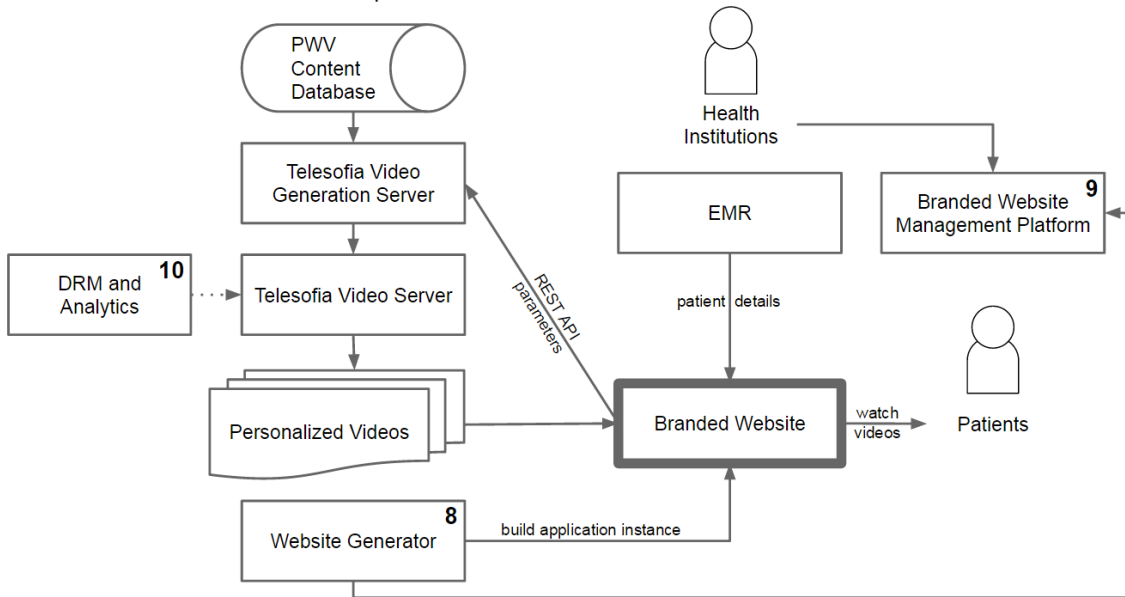 PWV
Content
Database
Health
Institutions
Telesofia Video
Generation Server
EMR
9
Branded Website
Management Platform
10
DRM and
Analytics
Telesofia Video Server
REST API
parameters
patient details
Personalized Videos
Branded Website
watch
videos
Patients
8
Website Generator
build application instance